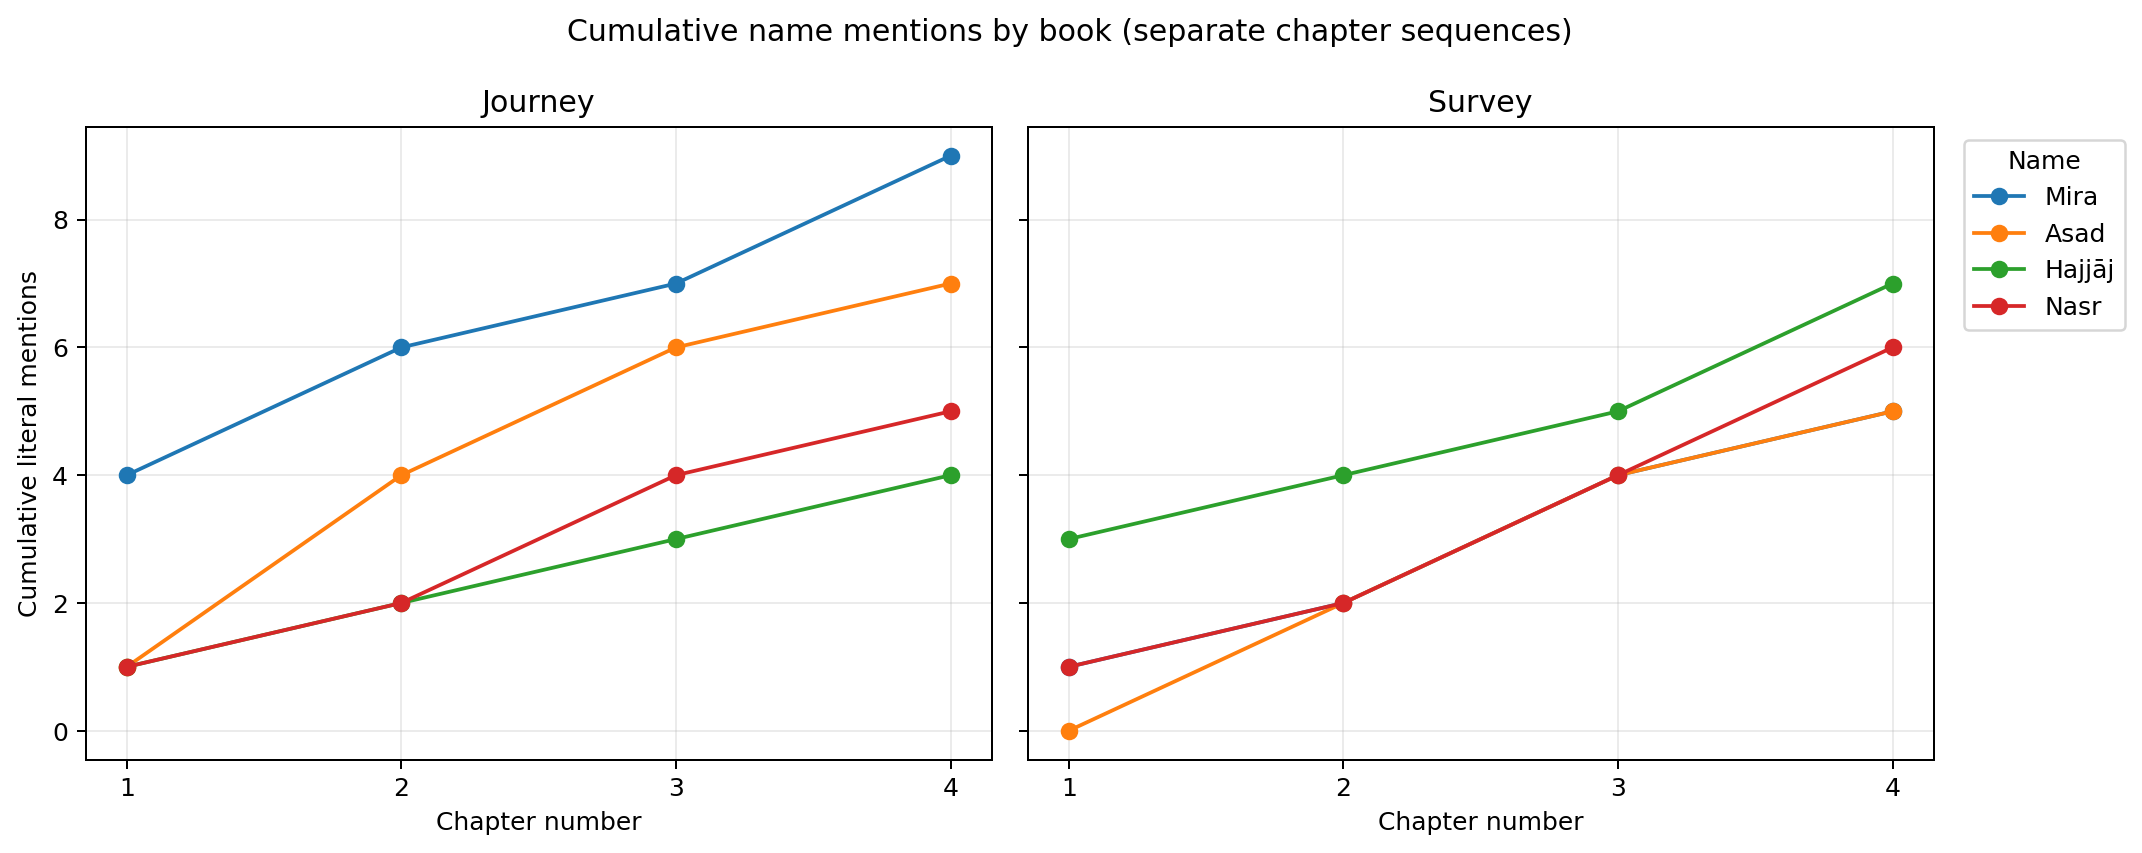 Cumulative name mentions by book (separate chapter sequences)
Journey
Cumulative literal mentions
8
6
4
2
0
1 2 3 4
Chapter number
Survey
1 2 3 4
Chapter number
Name
Mira
Asad
Hajjāj
Nasr